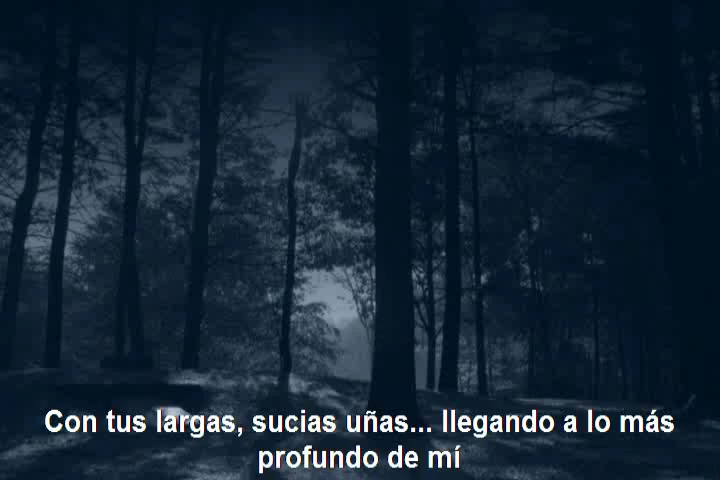 Con tus largas, sucias uñas... llegando a lo más
profundo de mí